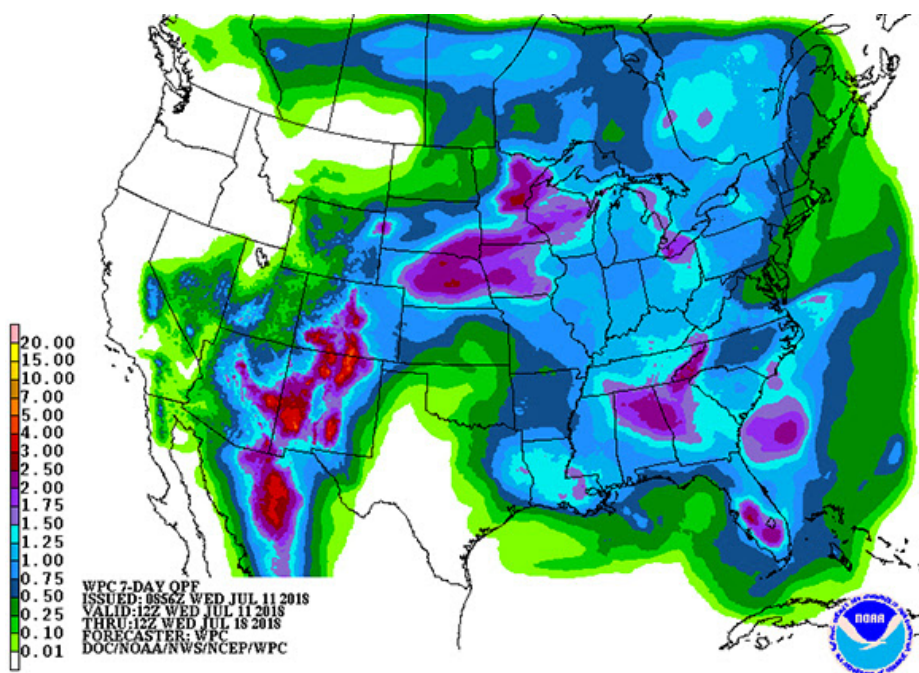 20.00
15.00
10.00
7.00
5.00
4.00
3.00
2.50
2.00
1.75
1.50
1.25
1.00
0.75
0.50
0.25
0.10
0.01
WPC 7-DAY QPF
ISSUED: 0856Z WED JUL 11 2018
VALID:12Z WED JUL 11 2018
THRU:12Z WED JUL 18 2018
FORECASTER: WPC
DOC/NOAA/NWS/NCEP/WPC
NOAA